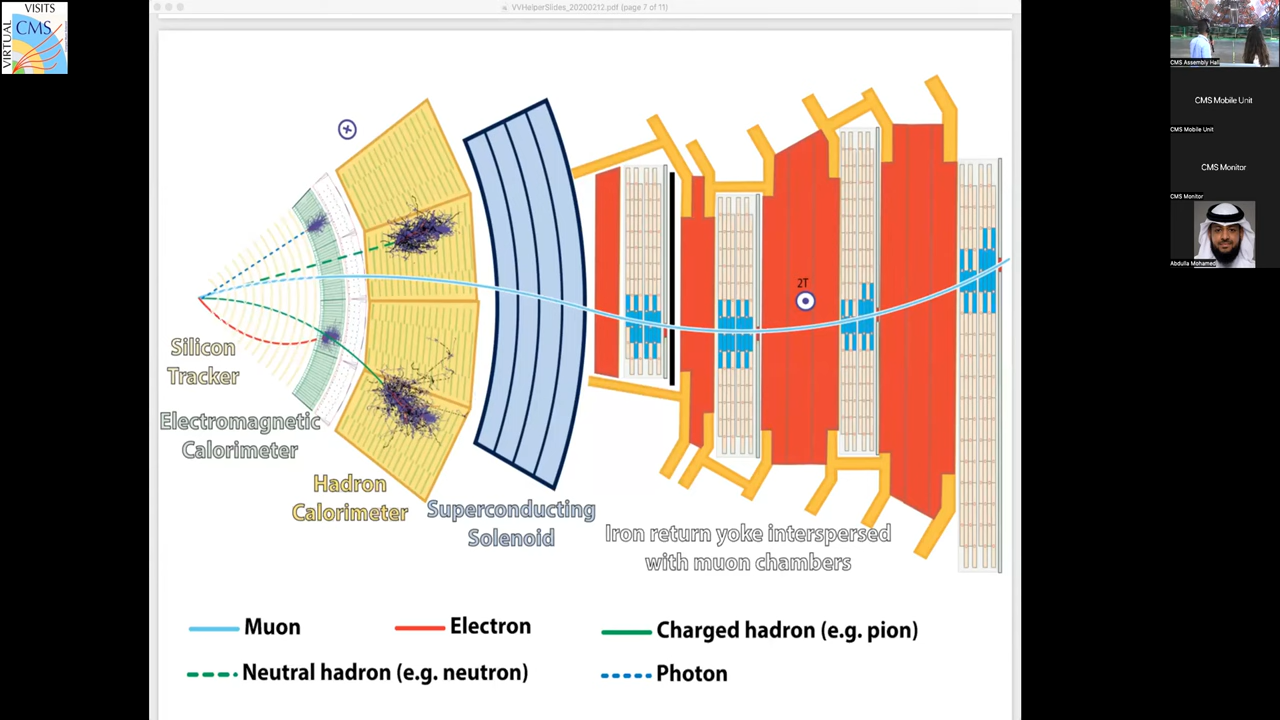 VVHelperSlides_20200212.pdf (page 7 of 11)
VIRTUAL
VISITS
CMS
CMS Assembly Hall
CMS Mobile Unit
CMS Mobile Unit
CMS Monitor
CMS Monitor
Abdulla Mohamed
2T
Silicon
Tracker
Electromagnetic
Calorimeter
Hadron
Calorimeter
Superconducting
Solenoid
Iron return yoke interspersed
with muon chambers
Muon
Electron
Charged hadron (e.g. pion)
Neutral hadron (e.g. neutron)
Photon